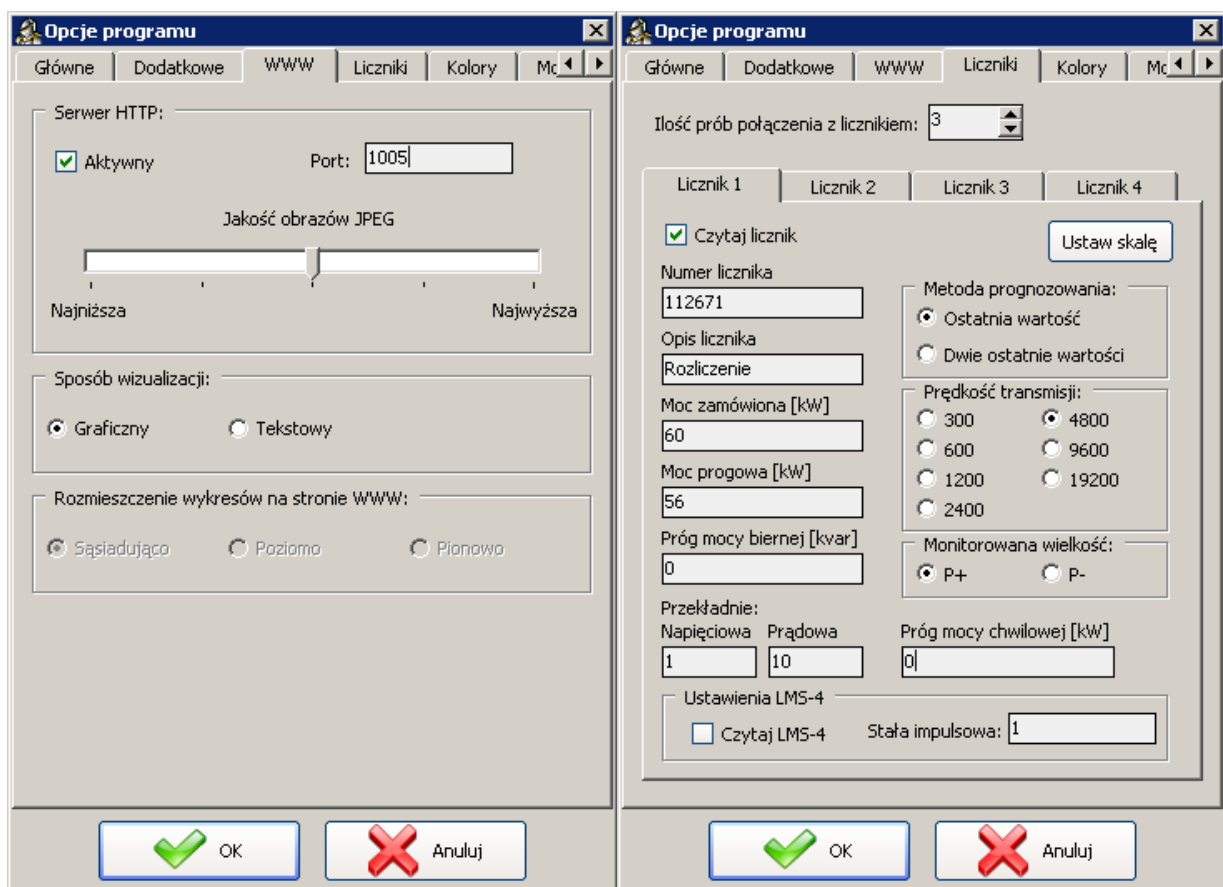 Opcje programu
Główne Dodatkowe WWW Liczniki Kolory
Serwer HTTP:
Aktywny Port: 1005
Jakość obrazów JPEG
Najniższa Najwyższa
Sposób wizualizacji:
Graficzny Tekstowy
Rozmieszczenie wykresów na stronie WWW:
Sąsiadująco Poziomo Pionowo
OK Anuluj
Opcje programu
Główne Dodatkowe WWW Liczniki Kolory
Ilość prób połączenia z licznikiem: 3
Licznik 1 Licznik 2 Licznik 3 Licznik 4
Czytaj licznik
Ustaw skalę
Numer licznika
112671
Opis licznika
Rozliczenie
Moc zamówiona [kW]
60
Moc progowa [kW]
56
Próg mocy biernej [kvar]
0
Przekładnie:
Napięciowa Prądowa
1 10
Metoda prognozowania:
Ostatnia wartość
Dwie ostatnie wartości
Prędkość transmisji:
300 4800
600 9600
1200 19200
2400
Monitorowana wielkość:
P+ P-
Próg mocy chwilowej [kW]
0
Ustawienia LMS-4
Czytaj LMS-4 Stała impulsowa: 1
OK Anuluj